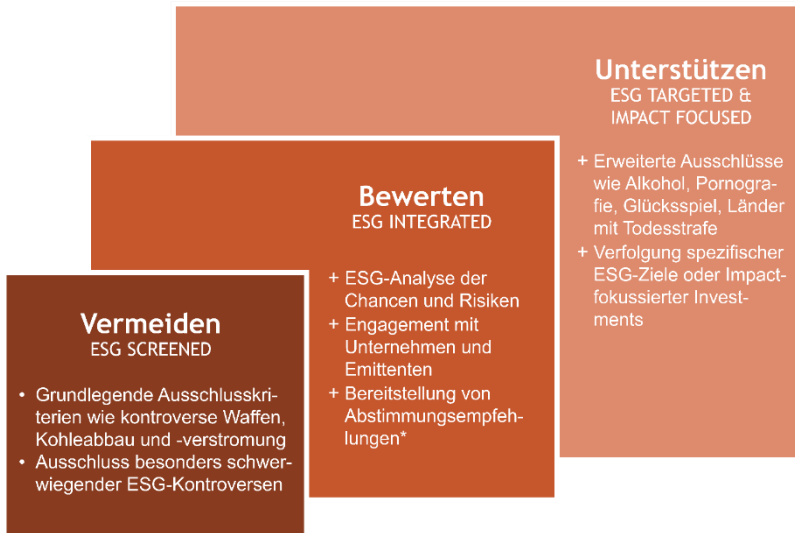 Vermeiden
ESG SCREENED
• Grundlegende Ausschlusskri-
terien wie kontroverse Waffen,
Kohleabbau und -verstromung
• Ausschluss besonders schwer-
wiegender ESG-Kontroversen
Bewerten
ESG INTEGRATED
+ ESG-Analyse der
Chancen und Risiken
+ Engagement mit
Unternehmen und
Emittenten
+ Bereitstellung von
Abstimmungsempfeh-
lungen*
Unterstützen
ESG TARGETED &
IMPACT FOCUSED
+ Erweiterte Ausschlüsse
wie Alkohol, Pornogra-
fie, Glücksspiel, Länder
mit Todesstrafe
+ Verfolgung spezifischer
ESG-Ziele oder Impact-
fokussierter Invest-
ments